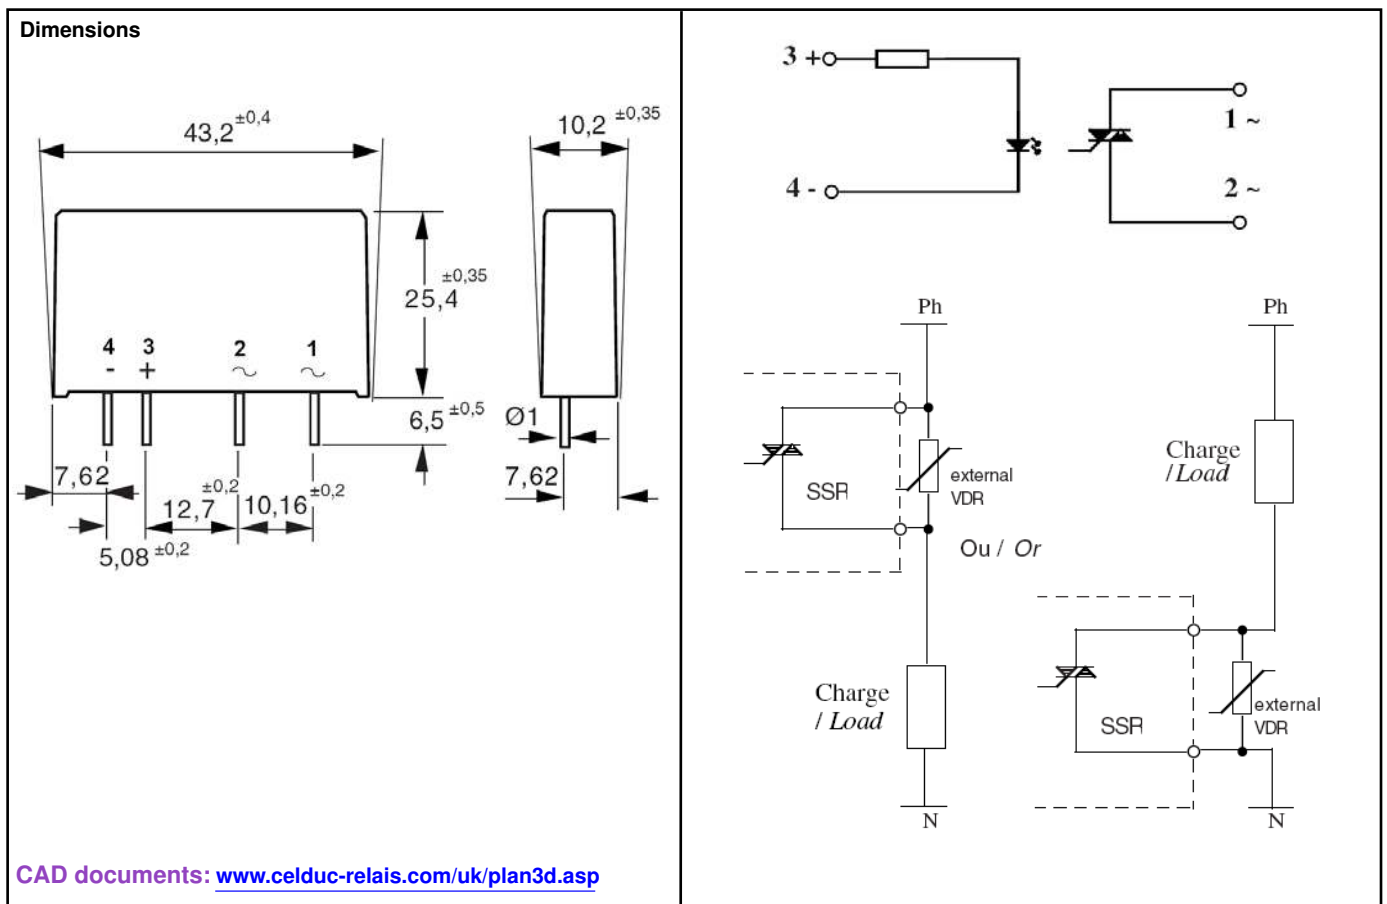 Dimensions
43,2 ±0,4
10,2 ±0,35
25,4 ±0,35
4 3 2 1
- + ~ ~
6,5 ±0,5
Ø1
7,62
12,7 ±0,2
10,16 ±0,2
5,08 ±0,2
7,62
CAD documents: www.celduc-relais.com/uk/plan3d.asp
3 +
4 -
1 ~
2 ~
Ph
SSR
external
VDR
Ou / Or
Charge
/ Load
N
Ph
Charge
/Load
SSR
external
VDR
N